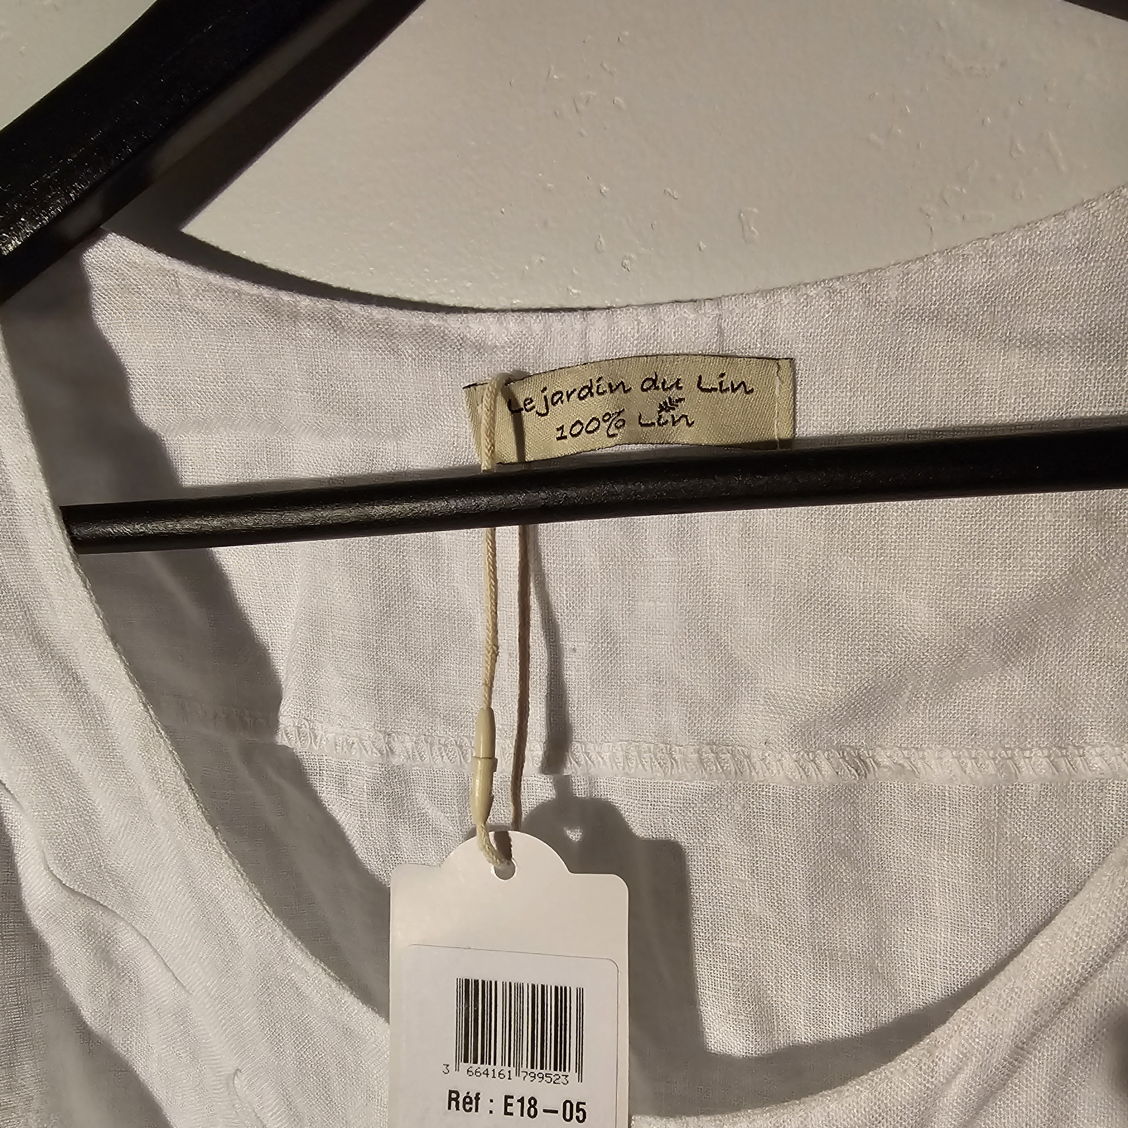 Le jardin du Lin
100% Lin
3 664161 799523
Réf : E18-05